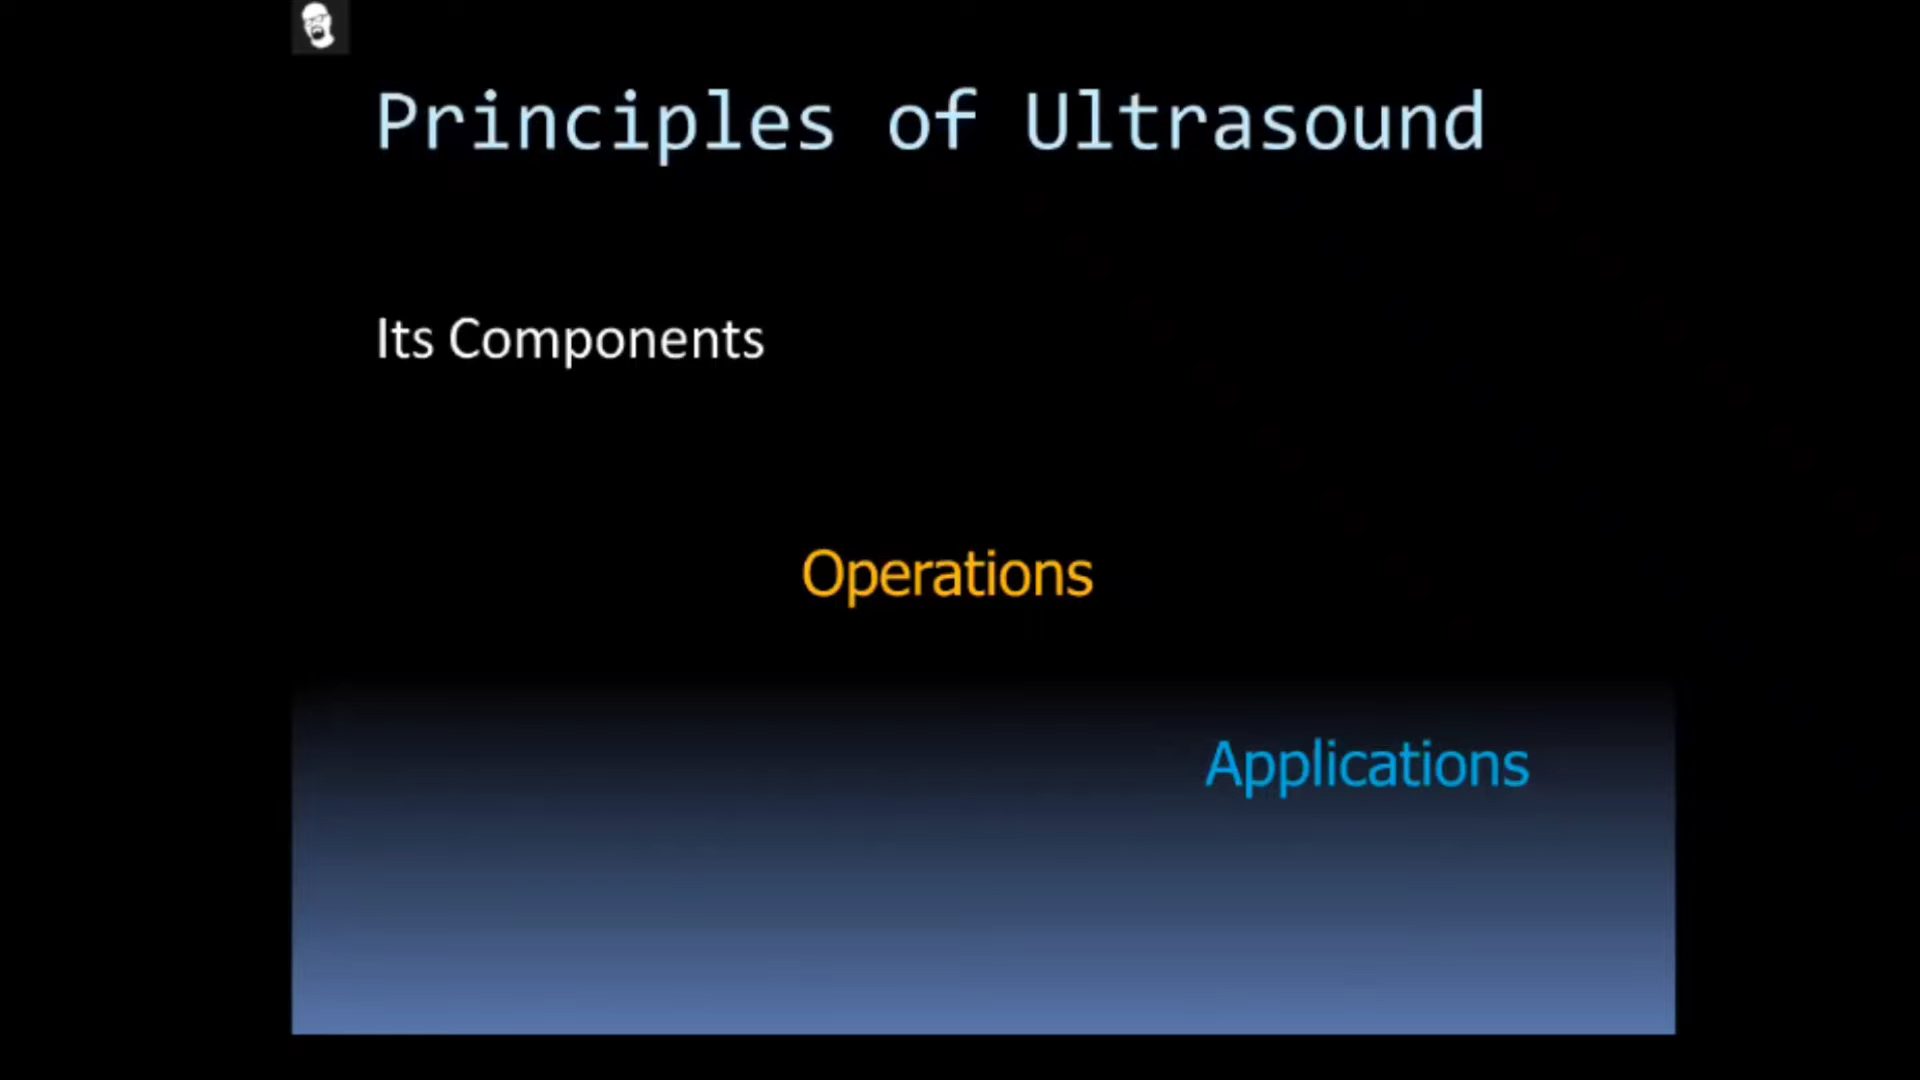 Principles of Ultrasound
Its Components
Operations
Applications